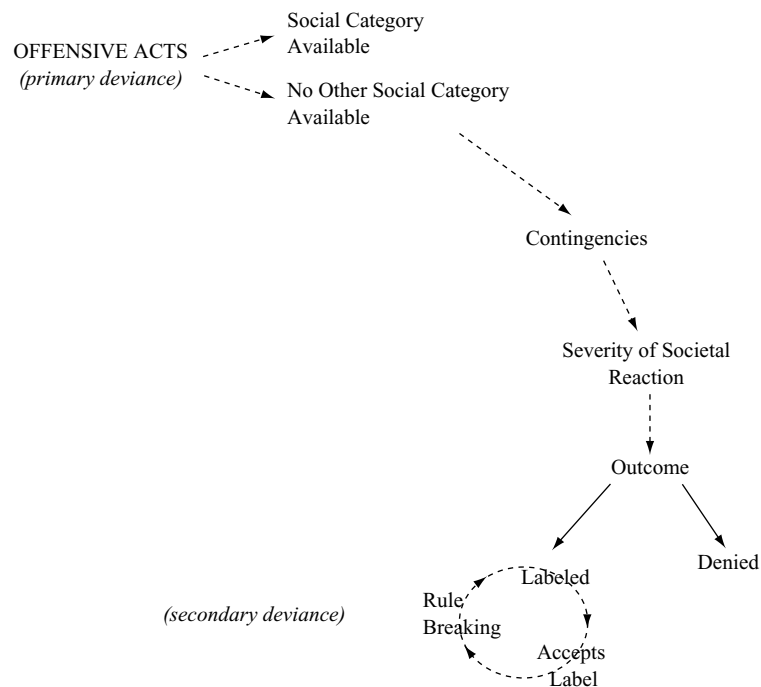 Social Category
Available
OFFENSIVE ACTS
(primary deviance)
No Other Social Category
Available
Contingencies
Severity of Societal
Reaction
Outcome
Denied
Labeled
Rule
Breaking
(secondary deviance)
Accepts
Label